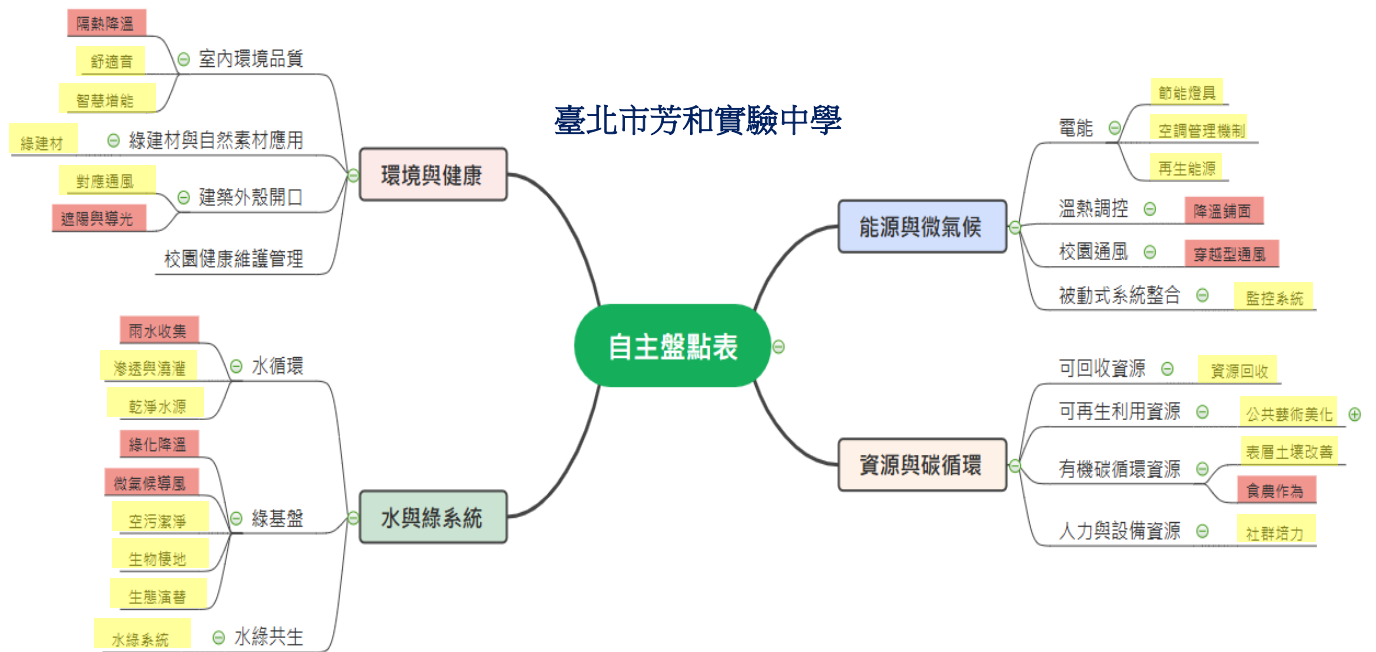 臺北市芳和實驗中學
自主盤點表
環境與健康
室內環境品質
隔熱降溫
舒適音
智慧增能
綠建材與自然素材應用
綠建材
建築外殼開口
對應通風
遮陽與導光
校園健康維護管理
水與綠系統
水循環
雨水收集
滲透與澆灌
乾淨水源
綠基盤
綠化降溫
微氣候導風
空污潔淨
生物棲地
生態演替
水綠共生
水綠系統
能源與微氣候
電能
節能燈具
空調管理機制
再生能源
溫熱調控
降溫鋪面
校園通風
穿越型通風
被動式系統整合
監控系統
資源與碳循環
可回收資源
資源回收
可再生利用資源
公共藝術美化
有機碳循環資源
表層土壤改善
食農作為
人力與設備資源
社群培力